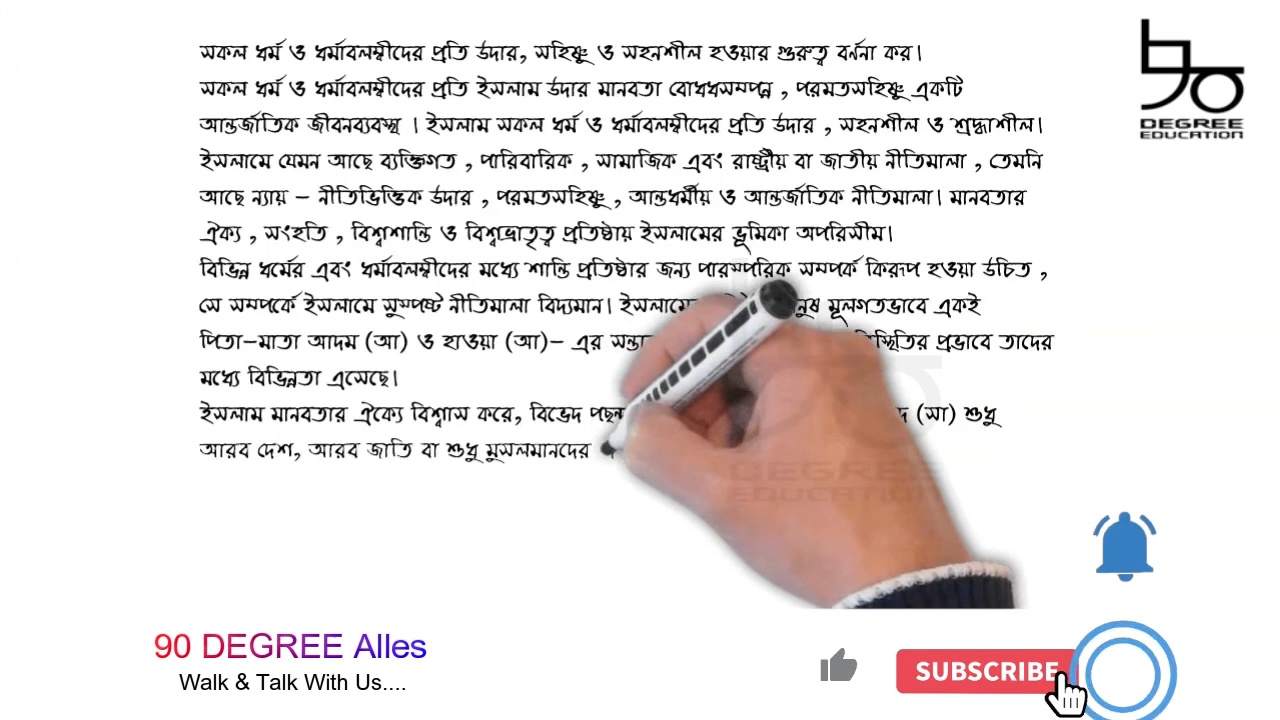 সকল ধর্ম ও ধর্মাবলম্বীদের প্রতি উদার, সহিষ্ণু ও সহনশীল হওয়ার গুরুত্ব বর্ননা কর।
সকল ধর্ম ও ধর্মাবলম্বীদের প্রতি ইসলাম উদার মানবতা বোধধসম্পন্ন , পরমতসহিষ্ণু একটি
আন্তর্জাতিক জীবনব্যবস্থ । ইসলাম সকল ধর্ম ও ধর্মাবলম্বীদের প্রতি উদার , সহনশীল ও শ্রদ্ধাশীল।
ইসলামে যেমন আছে ব্যক্তিগত , পারিবারিক , সামাজিক এবং রাষ্ট্রীয় বা জাতীয় নীতিমালা , তেমনি
আছে ন্যায় – নীতিভিত্তিক উদার , পরমতসহিষ্ণু , আন্তধর্মীয় ও আন্তর্জাতিক নীতিমালা। মানবতার
ঐক্য , সংহতি , বিশ্বশান্তি ও বিশ্বভ্রাতৃত্ব প্রতিষ্ঠায় ইসলামের ভূমিকা অপরিসীম।
বিভিন্ন ধর্মের এবং ধর্মাবলম্বীদের মধ্যে শান্তি প্রতিষ্ঠার জন্য পারস্পরিক সম্পর্ক কিরূপ হওয়া উচিত ,
সে সম্পর্কে ইসলামে সুস্পষ্ট নীতিমালা বিদ্যমান। মূলগতভাবে একই
পিতা–মাতা আদম (আ) ও হাওয়া (আ)– এর প্রভাবে তাদের
মধ্যে বিভিন্নতা এসেছে।
ইসলাম মানবতার ঐক্যে বিশ্বাস করে, বিভেদ (সা) শুধু
আরব দেশ, আরব জাতি বা শুধু মুসলমানদের
DEGREE
EDUCATION
DEGREE
EDUCATION
90 DEGREE Alles
Walk & Talk With Us....
SUBSCRIBE